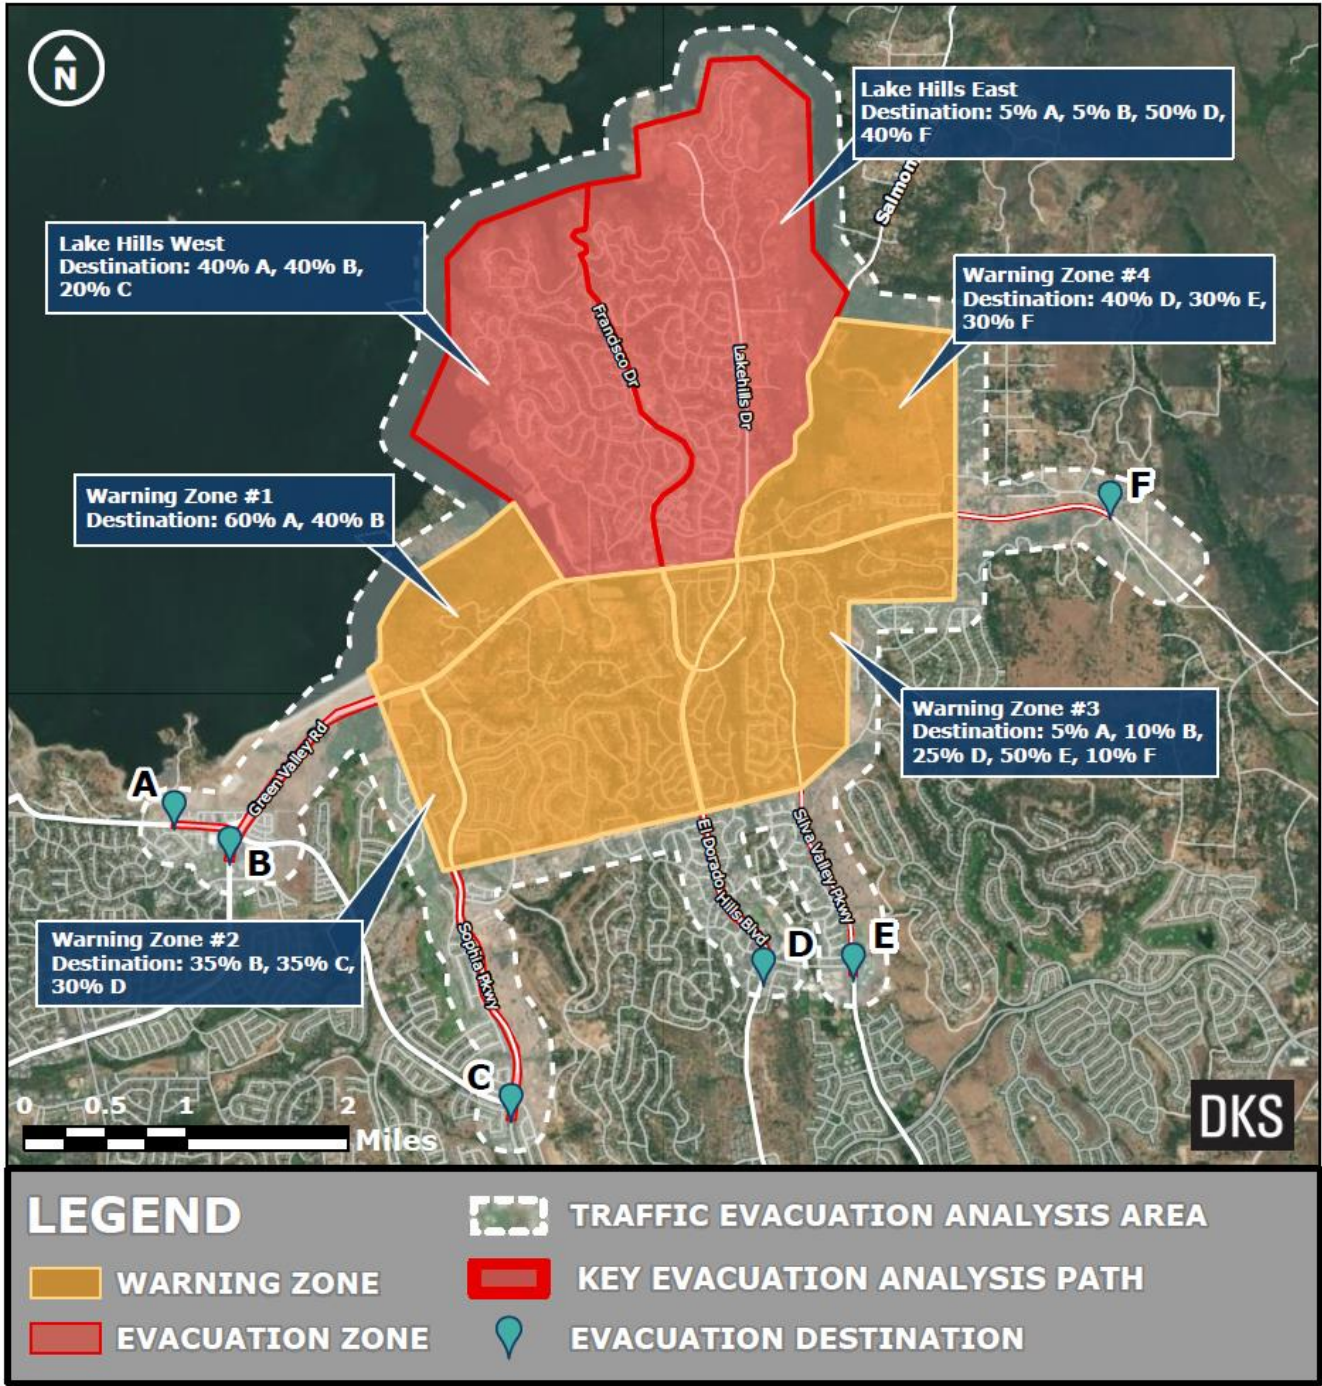 N
Lake Hills East
Destination: 5% A, 5% B, 50% D,
40% F
Salmon
Lake Hills West
Destination: 40% A, 40% B,
20% C
Warning Zone #4
Destination: 40% D, 30% E,
30% F
Francisco Dr
Lakehills Dr
Warning Zone #1
Destination: 60% A, 40% B
F
Warning Zone #3
Destination: 5% A, 10% B,
25% D, 50% E, 10% F
Green Valley Rd
A
B
El Dorado Hills Blvd
Silva Valley Pkwy
Warning Zone #2
Destination: 35% B, 35% C,
30% D
Sophia Pkwy
D
E
C
0 0.5 1 2
Miles
DKS
LEGEND
TRAFFIC EVACUATION ANALYSIS AREA
WARNING ZONE
KEY EVACUATION ANALYSIS PATH
EVACUATION ZONE
EVACUATION DESTINATION